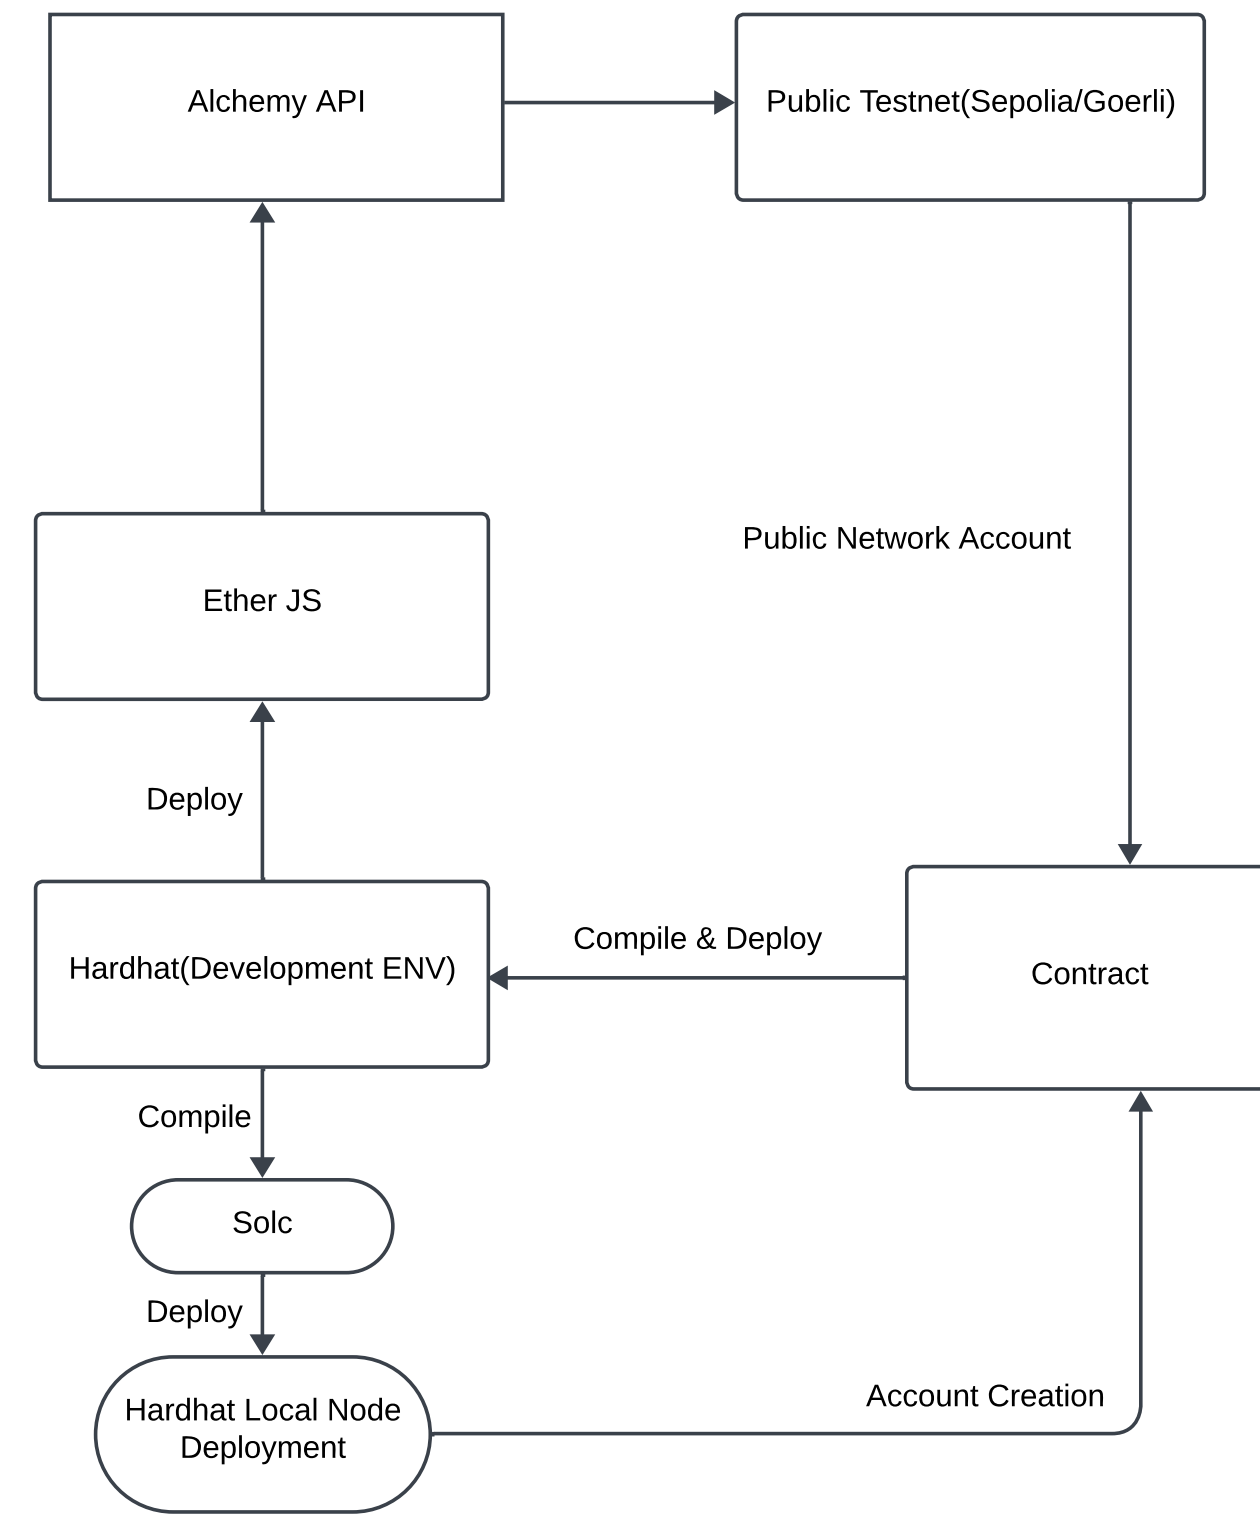 Alchemy API
Public Testnet(Sepolia/Goerli)
Public Network Account
Ether JS
Deploy
Compile & Deploy
Hardhat(Development ENV)
Contract
Compile
Solc
Deploy
Account Creation
Hardhat Local Node
Deployment